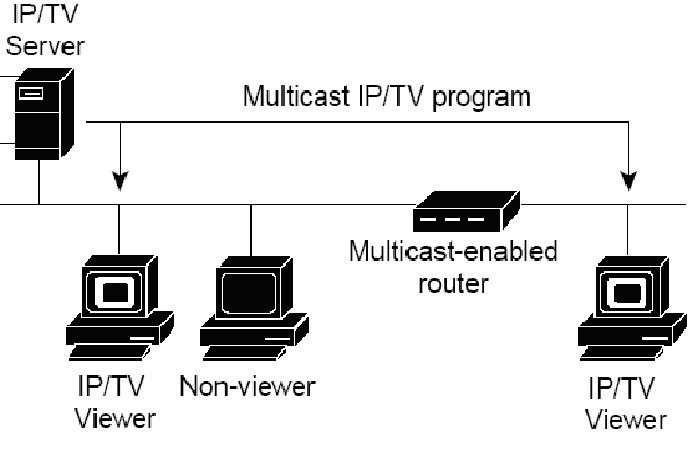 IP/TV
Server
Multicast IP/TV program
Multicast-enabled
router
IP/TV
Viewer
Non-viewer
IP/TV
Viewer